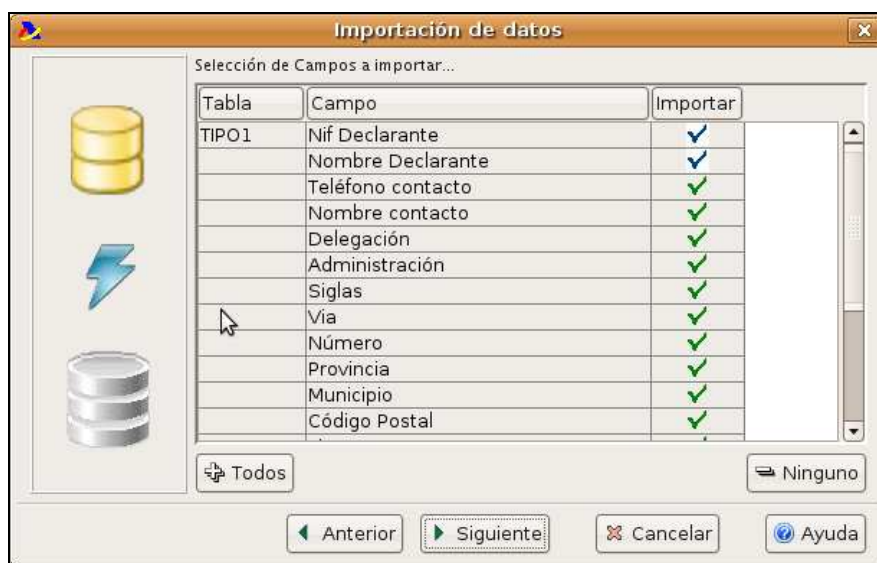 Importación de datos
Selección de Campos a importar...
Tabla Campo Importar
TIPO1 Nif Declarante
Nombre Declarante
Teléfono contacto
Nombre contacto
Delegación
Administración
Siglas
Via
Número
Provincia
Municipio
Código Postal
Todos Ninguno
Anterior Siguiente Cancelar Ayuda